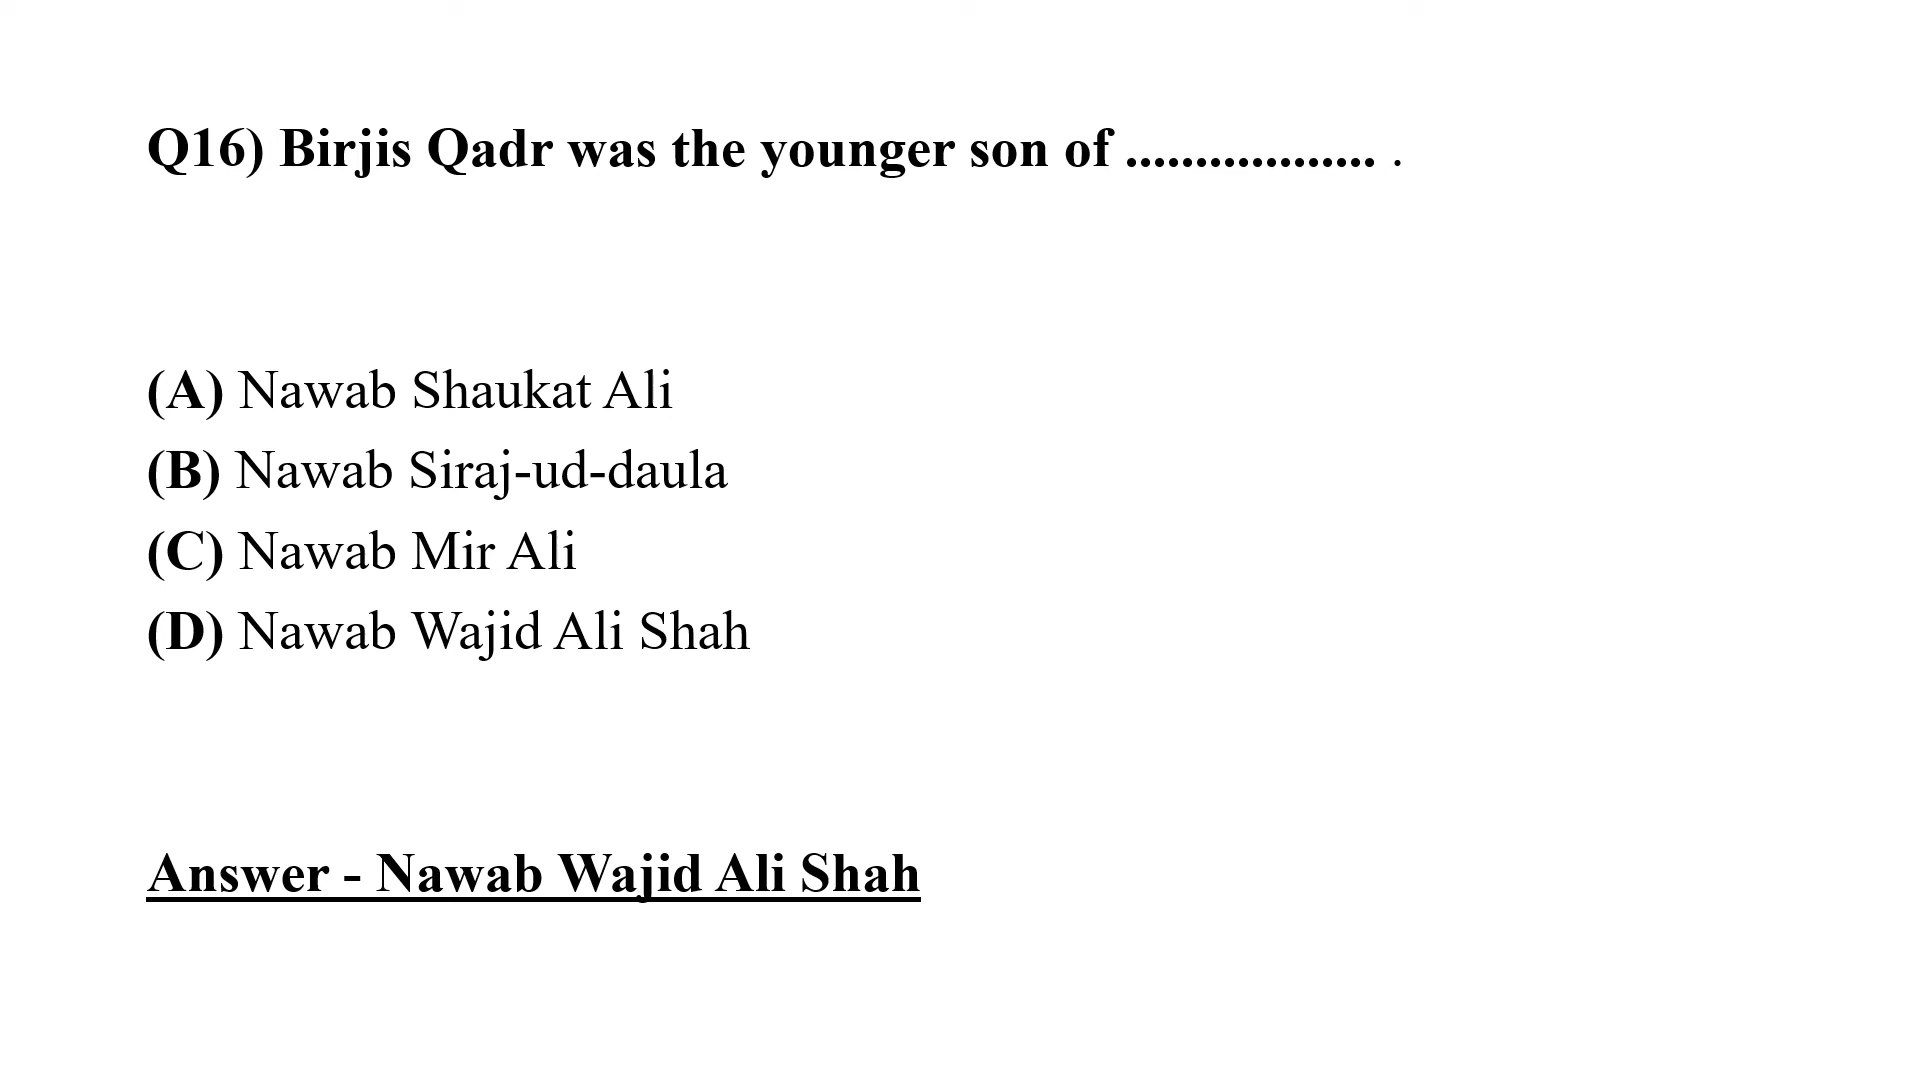 Q16) Birjis Qadr was the younger son of .................. .
(A) Nawab Shaukat Ali
(B) Nawab Siraj-ud-daula
(C) Nawab Mir Ali
(D) Nawab Wajid Ali Shah
Answer - Nawab Wajid Ali Shah